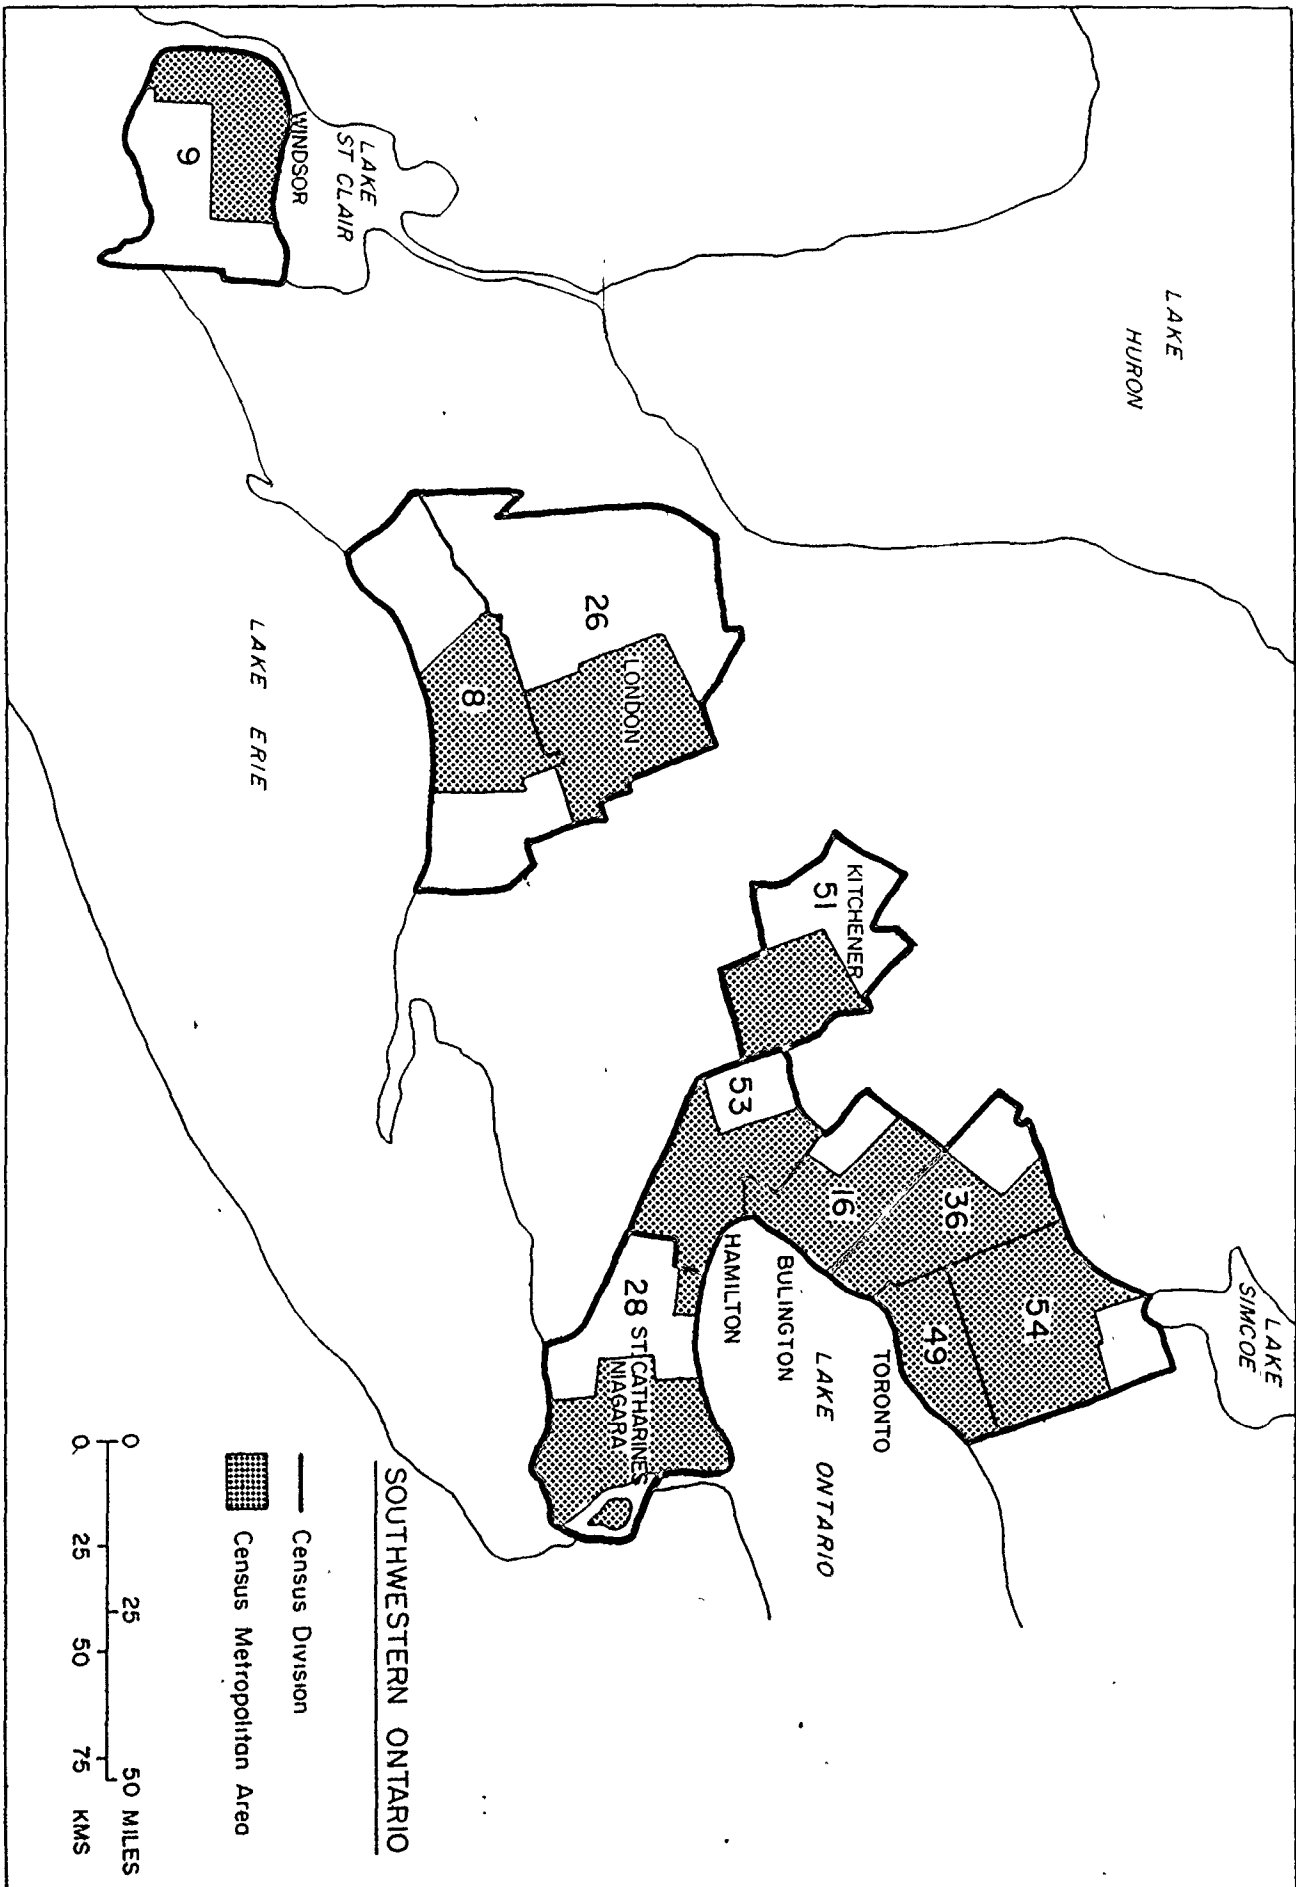 LAKE
HURON
LAKE
SIMCOE
LAKE
ST CLAIR
WINDSOR
9
26
LONDON
8
KITCHENER
51
53
16
36
54
49
TORONTO
BULINGTON
HAMILTON
LAKE ONTARIO
28
ST. CATHARINES
NIAGARA
LAKE ERIE
SOUTHWESTERN ONTARIO
Census Division
Census Metropolitan Area
0 25 50 MILES
0 25 50 75 KMS